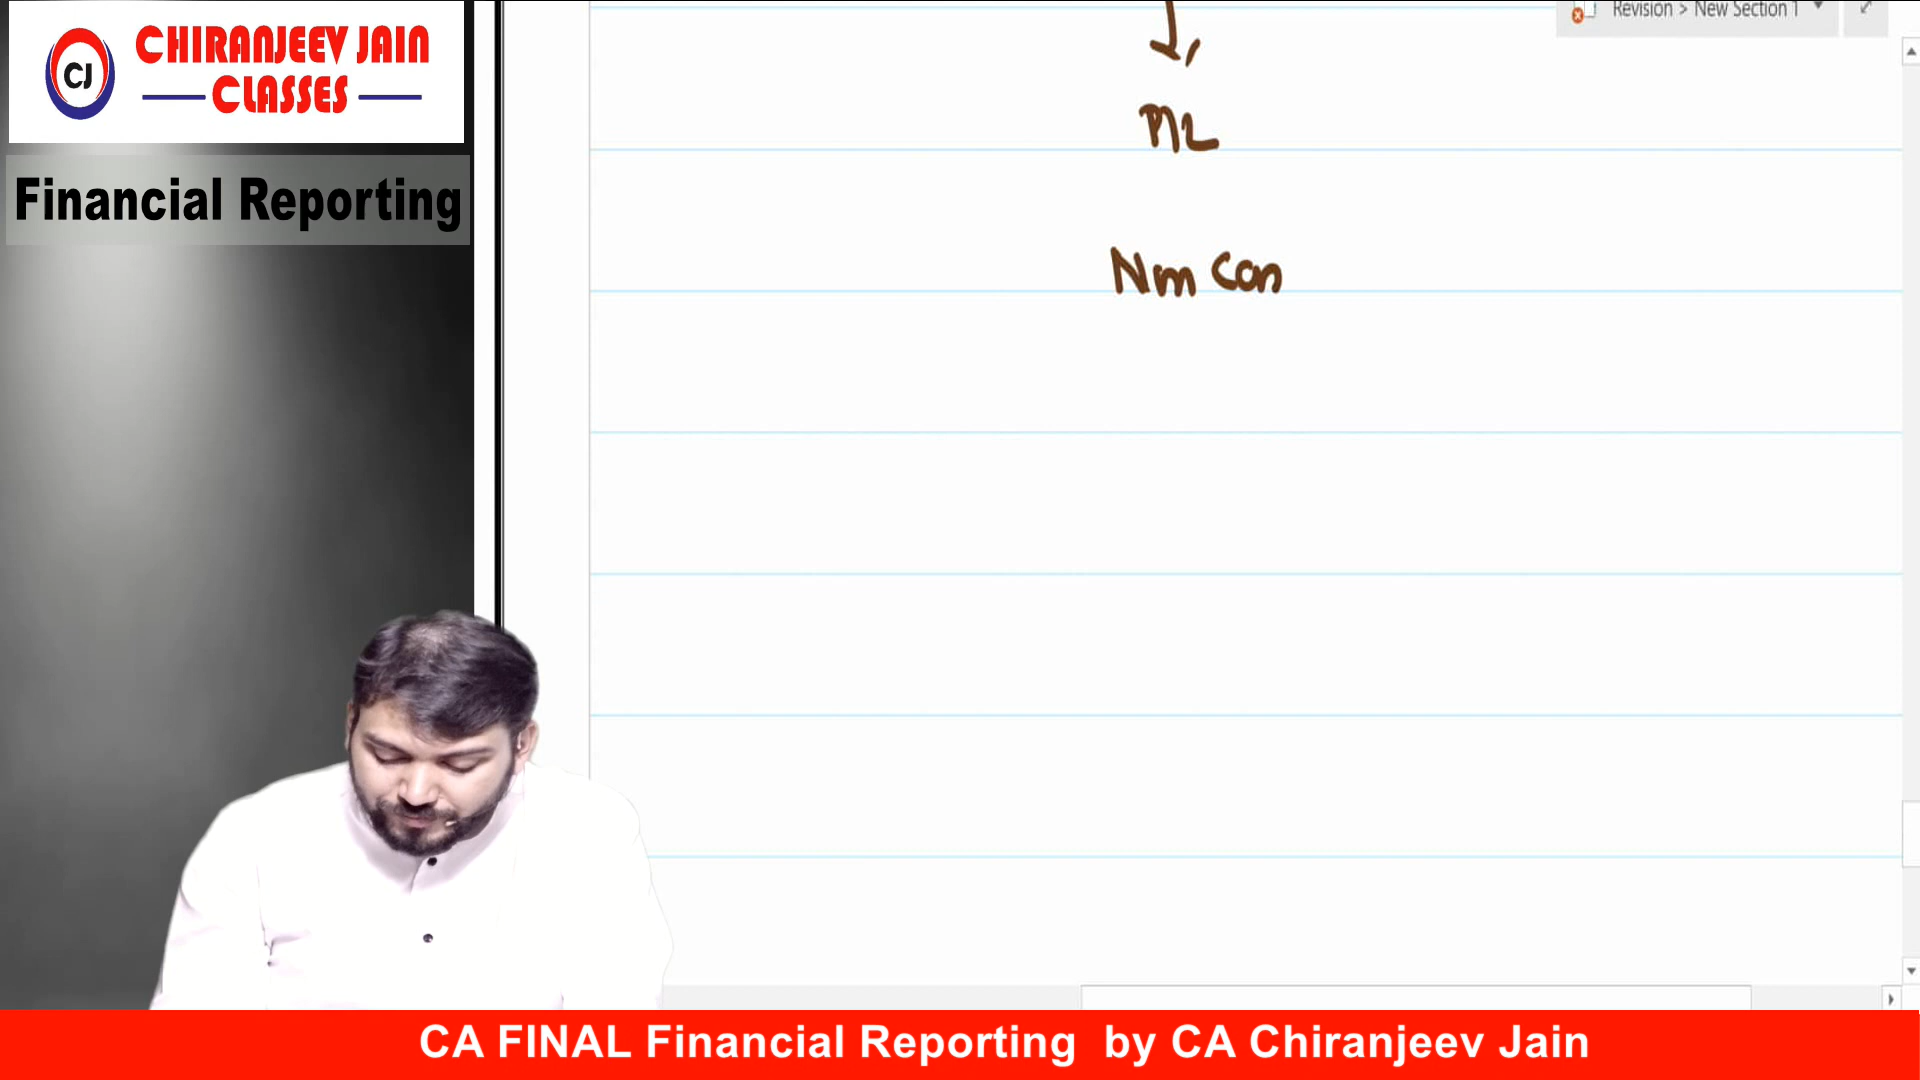 CHIRANJEEV JAIN
CJ
CLASSES
Financial Reporting
Revision > New Section 1
Nm Con
CA FINAL Financial Reporting by CA Chiranjeev Jain